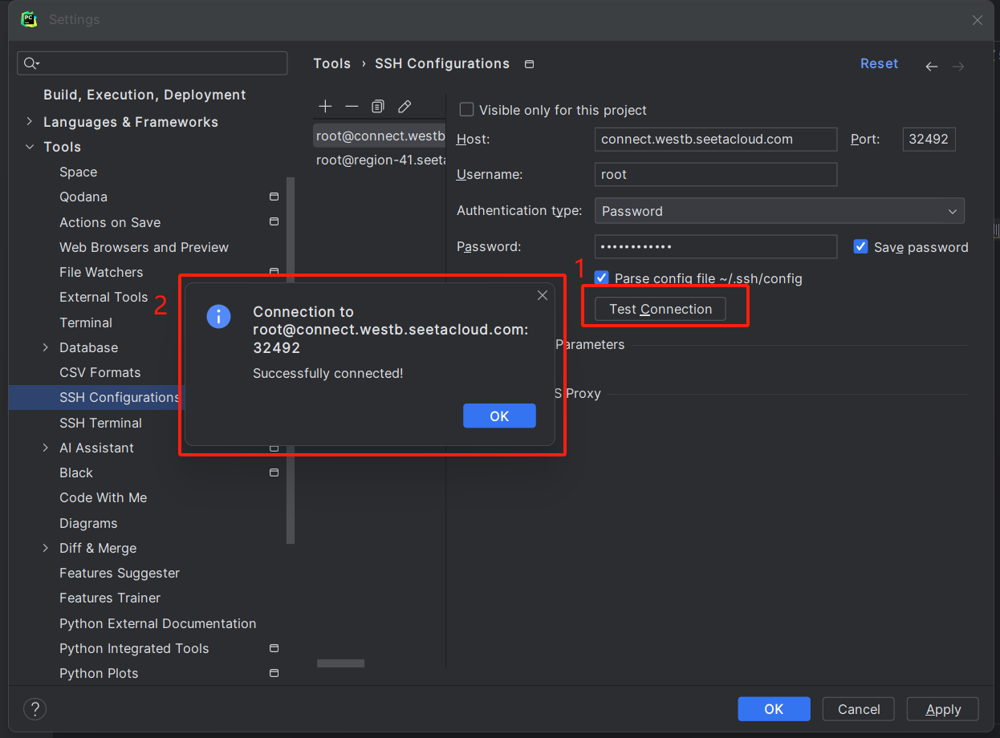 PC
Settings
Tools › SSH Configurations
Reset
Build, Execution, Deployment
Languages & Frameworks
Tools
Space
Qodana
Actions on Save
Web Browsers and Preview
File Watchers
External Tools
Terminal
Database
CSV Formats
SSH Configurations
SSH Terminal
AI Assistant
Black
Code With Me
Diagrams
Diff & Merge
Features Suggester
Features Trainer
Python External Documentation
Python Integrated Tools
Python Plots
root@connect.westb
root@region-41.seeta
Visible only for this project
Host: connect.westb.seetacloud.com Port: 32492
Username: root
Authentication type: Password
Password: •••••••••••• Save password
1
Parse config file ~/.ssh/config
Test Connection
Parameters
S Proxy
2
Connection to
root@connect.westb.seetacloud.com:
32492
Successfully connected!
OK
?
OK Cancel Apply